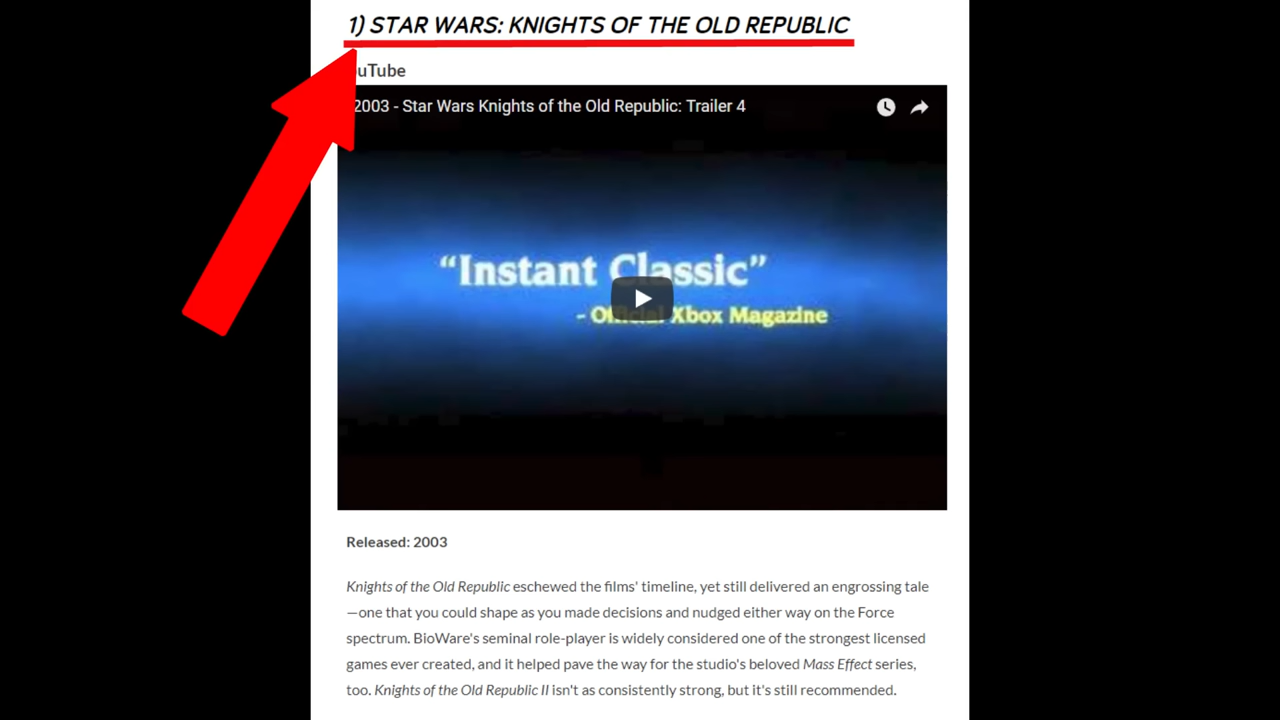 1) STAR WARS: KNIGHTS OF THE OLD REPUBLIC
uTube
2003 - Star Wars Knights of the Old Republic: Trailer 4
“Instant Classic”
- Official Xbox Magazine
Released: 2003
Knights of the Old Republic eschewed the films' timeline, yet still delivered an engrossing tale
—one that you could shape as you made decisions and nudged either way on the Force
spectrum. BioWare's seminal role-player is widely considered one of the strongest licensed
games ever created, and it helped pave the way for the studio's beloved Mass Effect series,
too. Knights of the Old Republic II isn't as consistently strong, but it's still recommended.